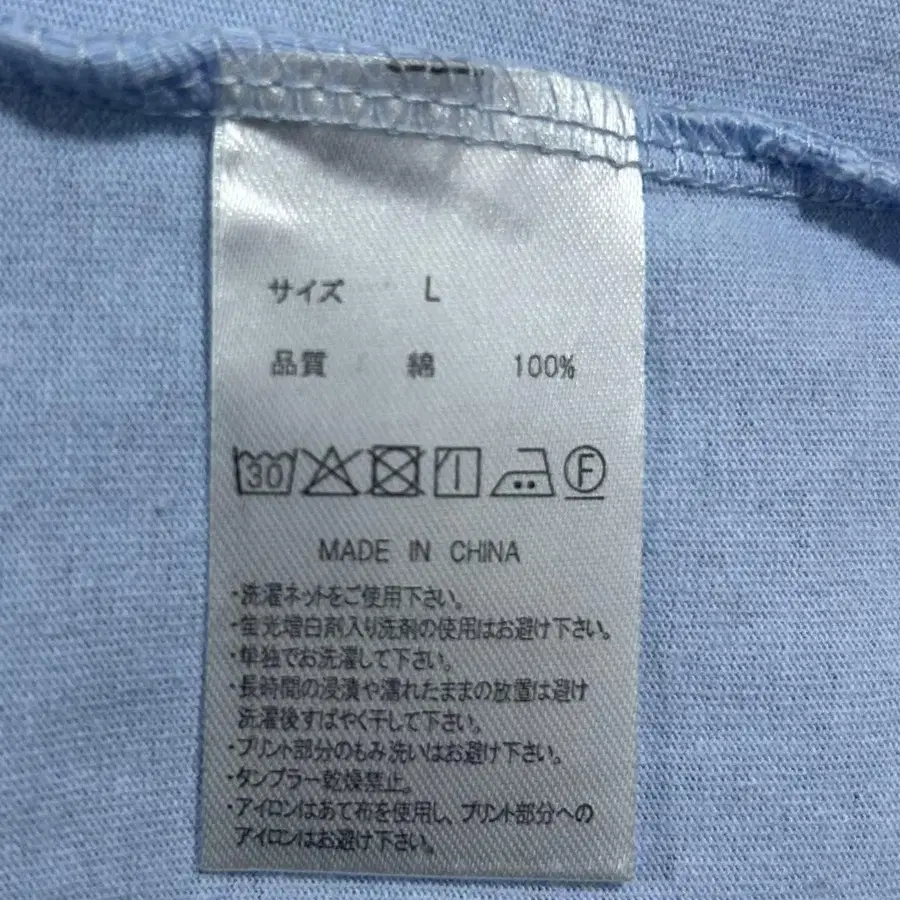 サイズ L
品質 綿 100%
30 F
MADE IN CHINA
・洗濯ネットをご使用下さい。
・蛍光増白剤入り洗剤の使用はお避け下さい。
・単独でお洗濯して下さい。
・長時間の浸漬や濡れたままの放置は避け
洗濯後すばやく干して下さい。
・プリント部分のもみ洗いはお避け下さい。
・タンブラー乾燥禁止。
・アイロンはあて布を使用し、プリント部分への
アイロンはお避け下さい。